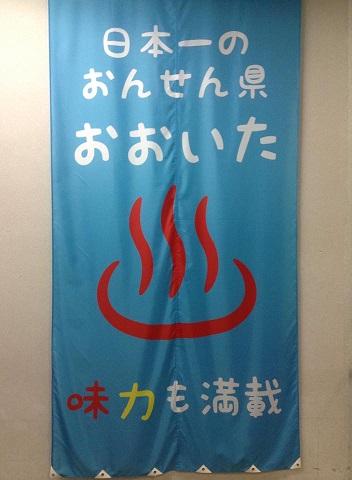 日本一の
おんせん県
おおいた
味力も満載